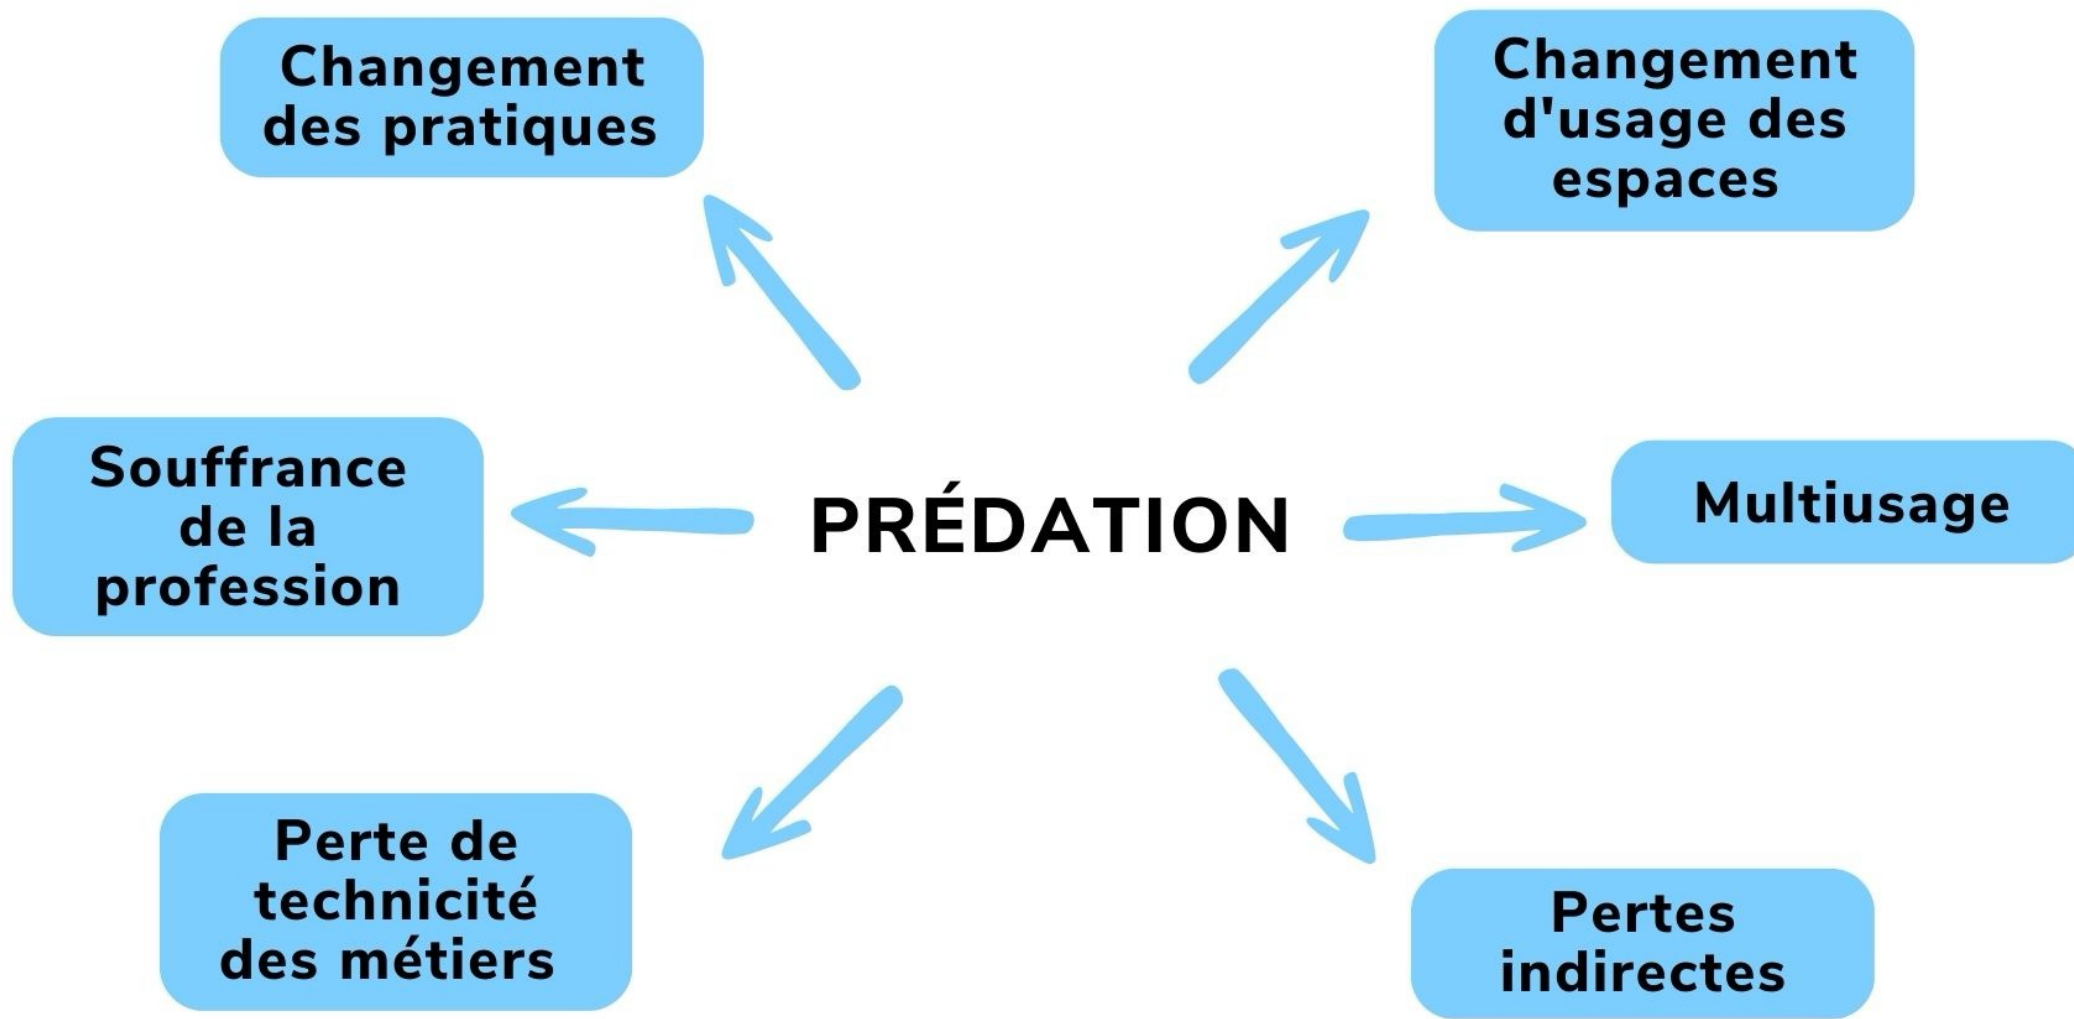 Changement
des pratiques
Changement
d'usage des
espaces
Souffrance
de la
profession
PRÉDATION
Multiusage
Perte de
technicité
des métiers
Pertes
indirectes